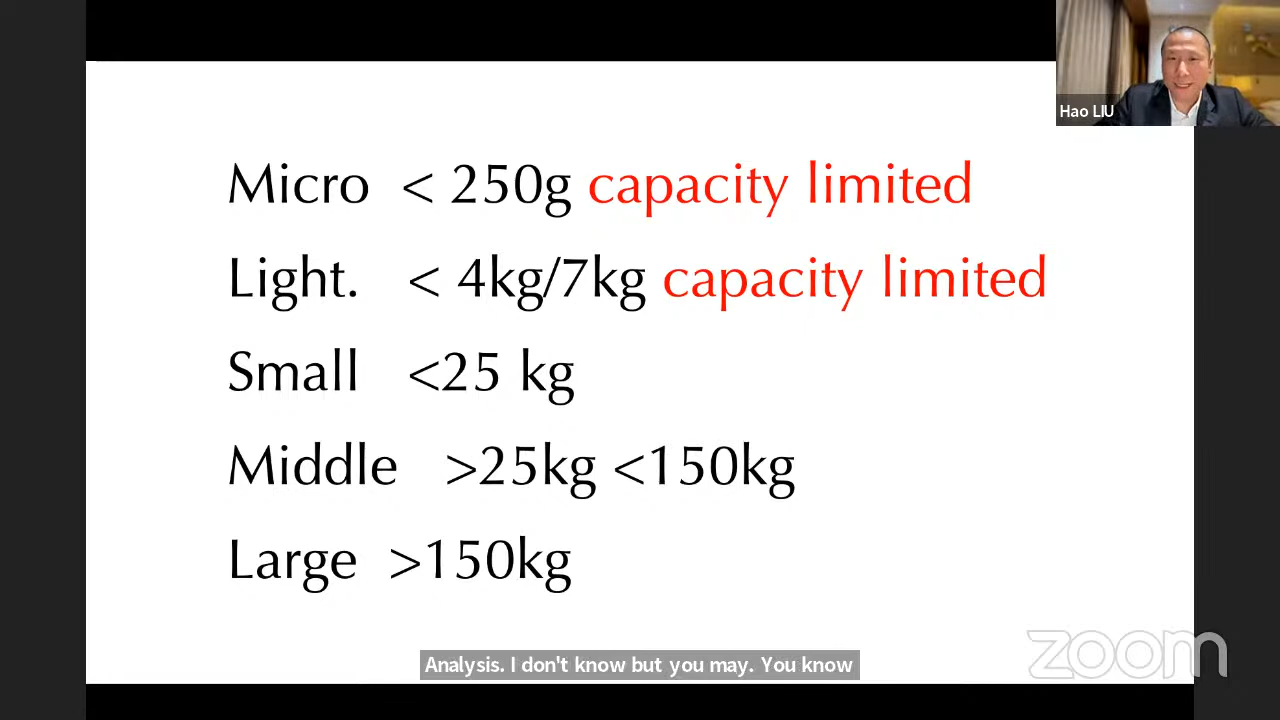 Hao LIU
Micro < 250g capacity limited
Light. < 4kg/7kg capacity limited
Small <25 kg
Middle >25kg <150kg
Large >150kg
zoom
Analysis. I don't know but you may. You know